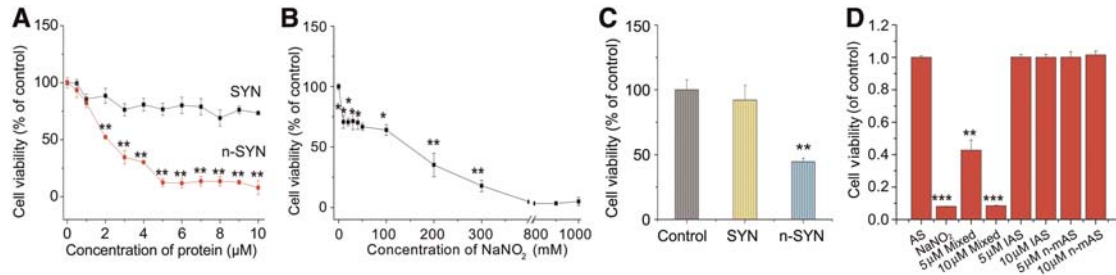 A
Cell viability (% of control)
150
100
50
0
SYN
n-SYN
**
**
**
**
**
**
**
**
**
0
2
4
6
8
10
Concentration of protein (μM)
B
Cell viability (% of control)
150
100
50
0
*
*
*
*
*
*
**
**
0
100
200
300
800
1000
Concentration of NaNO2 (mM)
C
Cell viability (% of control)
150
100
50
0
**
Control
SYN
n-SYN
D
Cell viability (of control)
1.2
1.0
0.8
0.6
0.4
0.2
0.0
***
**
***
AS
NaNO2
5μM Mixed
10μM Mixed
5μM IAS
10μM IAS
5μM n-mAS
10μM n-mAS